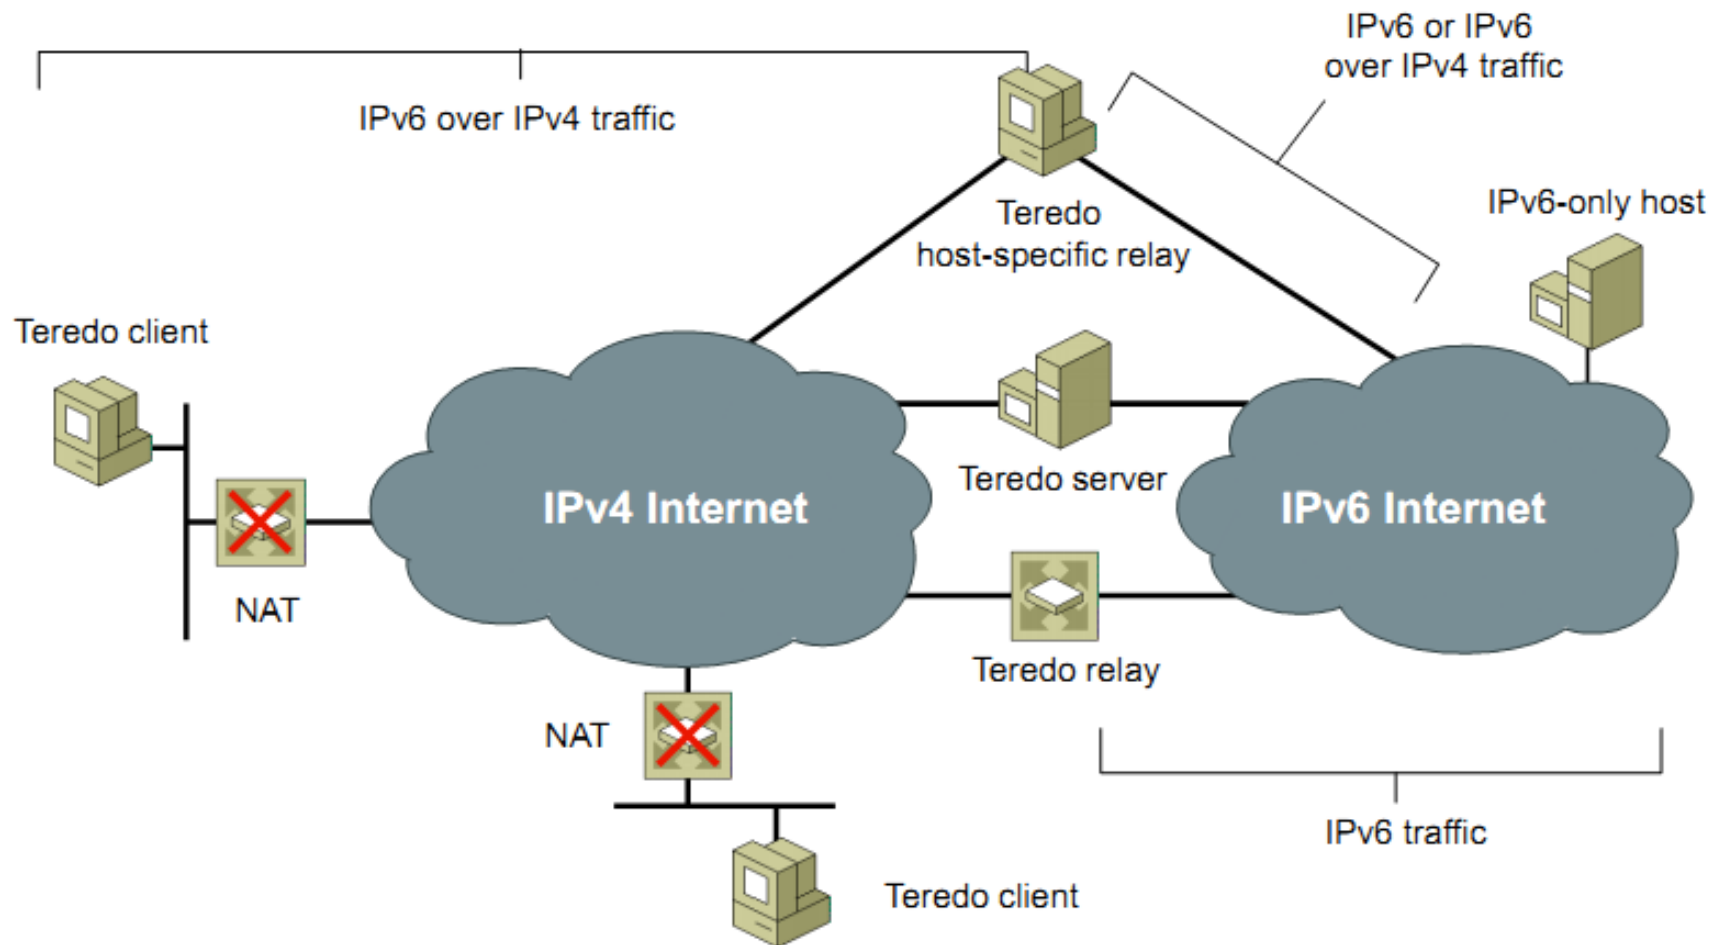 IPv6 or IPv6
over IPv4 traffic
IPv6 over IPv4 traffic
IPv6-only host
Teredo
host-specific relay
Teredo client
Teredo server
IPv4 Internet
IPv6 Internet
NAT
Teredo relay
NAT
IPv6 traffic
Teredo client